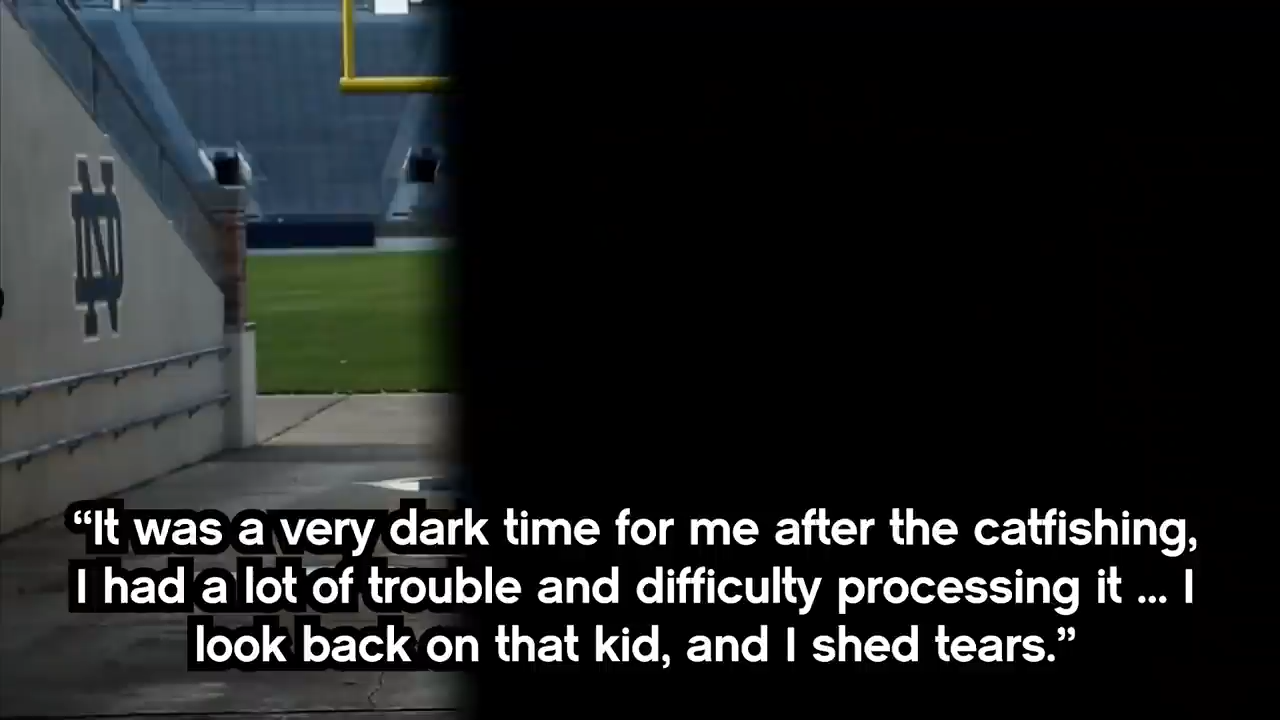 ND
“It was a very dark time for me after the catfishing,
I had a lot of trouble and difficulty processing it ... I
look back on that kid, and I shed tears.”